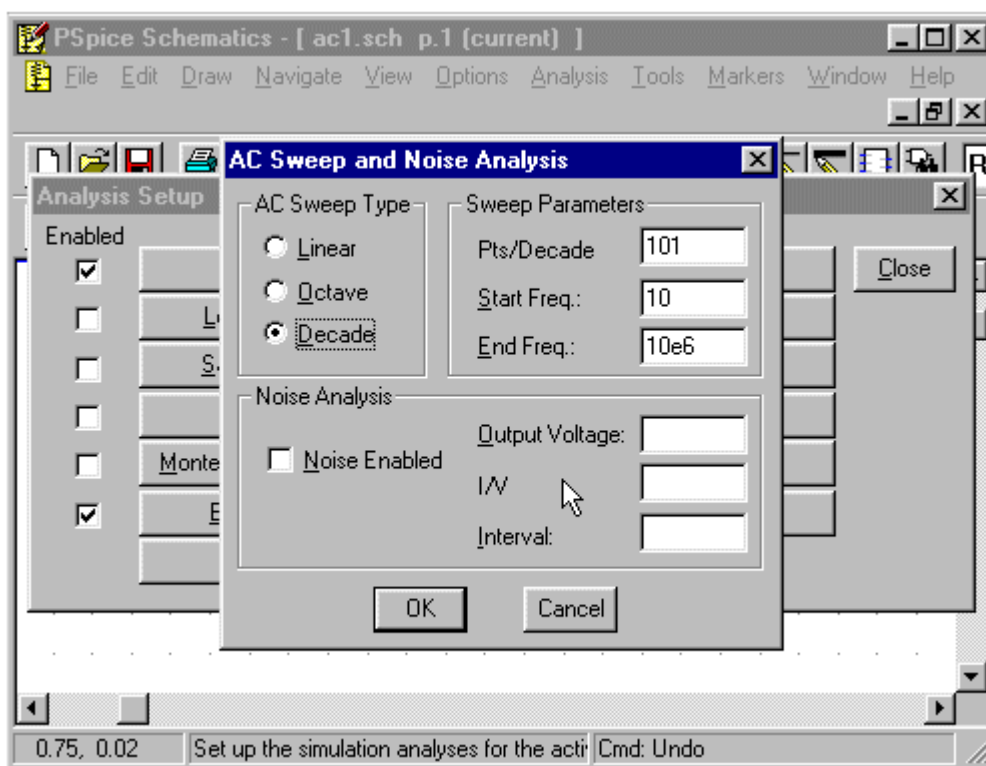 PSpice Schematics - [ ac1.sch p.1 (current) ]
File Edit Draw Navigate View Options Analysis Tools Markers Window Help
AC Sweep and Noise Analysis
Analysis Setup
Enabled
Close
Monte
AC Sweep Type
Linear
Octave
Decade
Sweep Parameters
Pts/Decade 101
Start Freq.: 10
End Freq.: 10e6
Noise Analysis
Noise Enabled
Output Voltage:
I/V
Interval:
OK Cancel
0.75, 0.02 Set up the simulation analyses for the acti Cmd: Undo